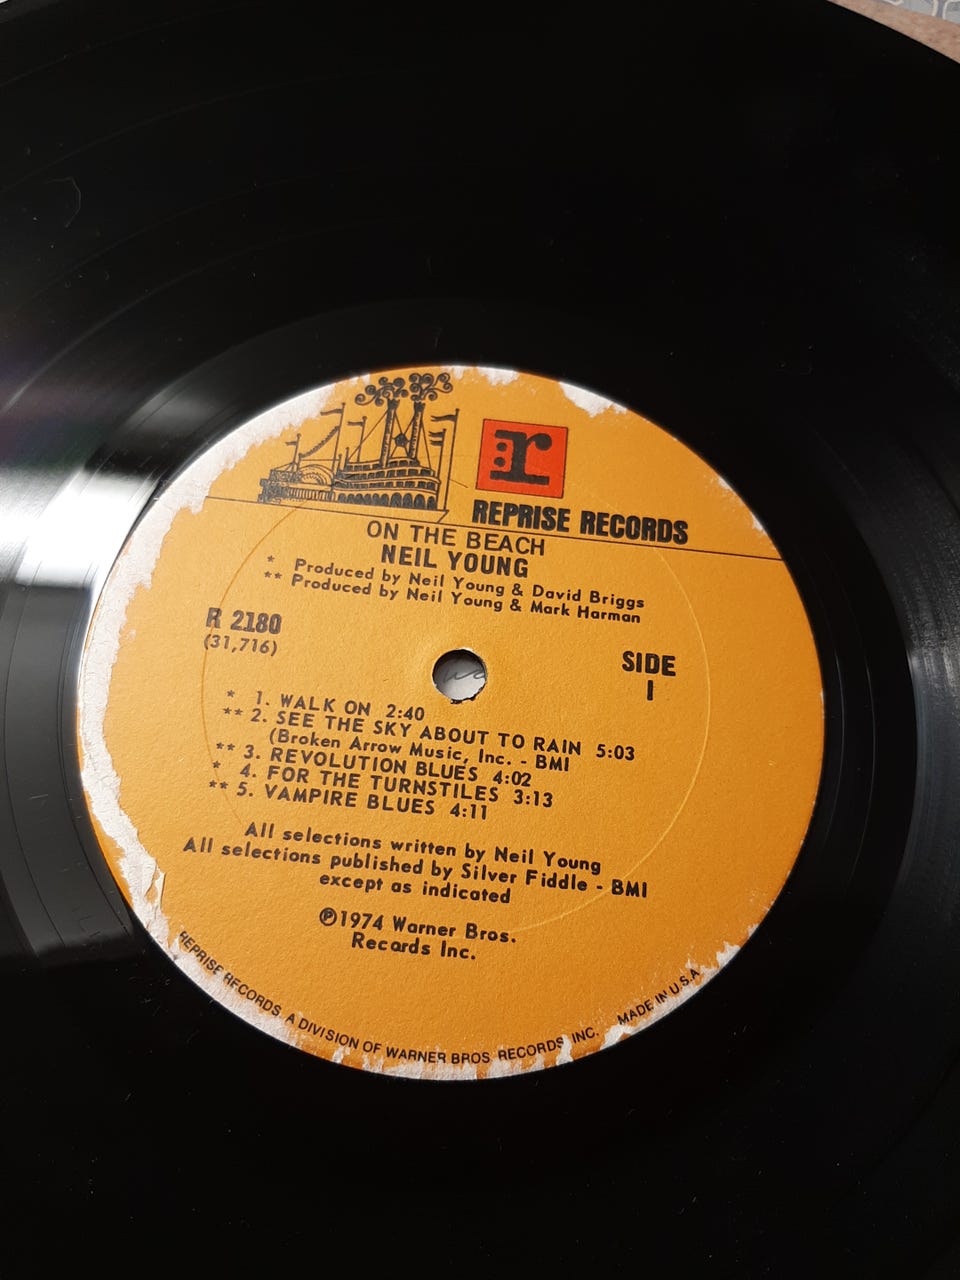 r
REPRISE RECORDS
ON THE BEACH
NEIL YOUNG
* Produced by Neil Young & David Briggs
** Produced by Neil Young & Mark Harman
R 2180
(31,716)
SIDE
1
* 1. WALK ON 2:40
** 2. SEE THE SKY ABOUT TO RAIN 5:03
(Broken Arrow Music, Inc. - BMI
** 3. REVOLUTION BLUES 4:02
* 4. FOR THE TURNSTILES 3:13
** 5. VAMPIRE BLUES 4:11
All selections written by Neil Young
All selections published by Silver Fiddle - BMI
except as indicated
℗1974 Warner Bros.
Records Inc.
REPRISE RECORDS, A DIVISION OF WARNER BROS. RECORDS INC. MADE IN U.S.A.